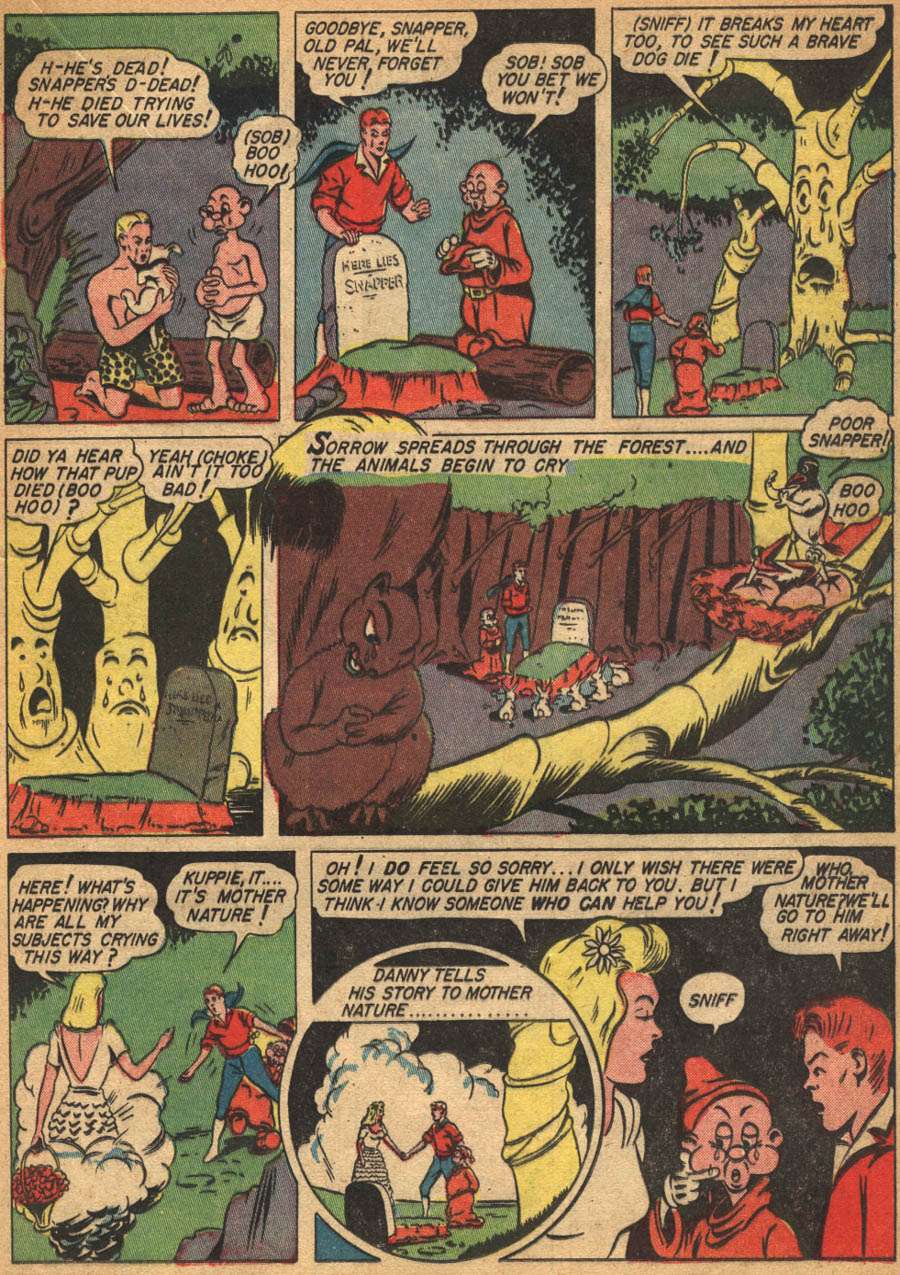 H-HE'S DEAD!
SNAPPER'S D-DEAD!
H-HE DIED TRYING
TO SAVE OUR LIVES!
(SOB)
BOO
HOO!
GOODBYE, SNAPPER,
OLD PAL, WE'LL
NEVER, FORGET
YOU!
SOB! SOB
YOU BET WE
WON'T!
HERE LIES
SNAPPER
(SNIFF) IT BREAKS MY HEART
TOO, TO SEE SUCH A BRAVE
DOG DIE!
DID YA HEAR
HOW THAT PUP
DIED (BOO
HOO)?
YEAH (CHOKE)
AIN'T IT TOO
BAD!
HERE LIES
SNAPPER
SORROW SPREADS THROUGH THE FOREST....AND
THE ANIMALS BEGIN TO CRY
POOR
SNAPPER!
BOO
HOO
HERE! WHAT'S
HAPPENING? WHY
ARE ALL MY
SUBJECTS CRYING
THIS WAY?
KUPPIE, IT....
IT'S MOTHER
NATURE!
OH! I DO FEEL SO SORRY...I ONLY WISH THERE WERE
SOME WAY I COULD GIVE HIM BACK TO YOU. BUT I
THINK I KNOW SOMEONE WHO CAN HELP YOU!
DANNY TELLS
HIS STORY TO MOTHER
NATURE...............
SNIFF
WHO,
MOTHER
NATURE? WE'LL
GO TO HIM
RIGHT AWAY!